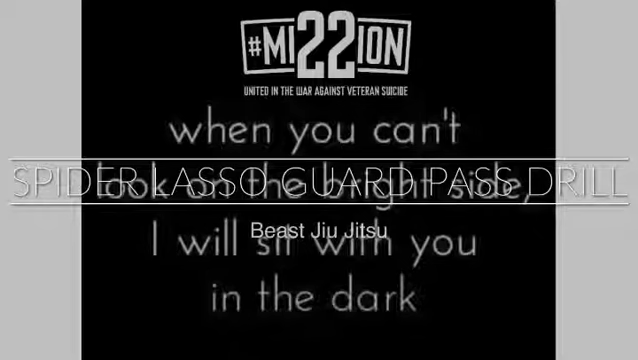 #MI22ION
UNITED IN THE WAR AGAINST VETERAN SUICIDE
when you can't
look on the bright side,
SPIDER LASSO GUARD PASS DRILL
I will sit with you
Beast Jiu Jitsu
in the dark